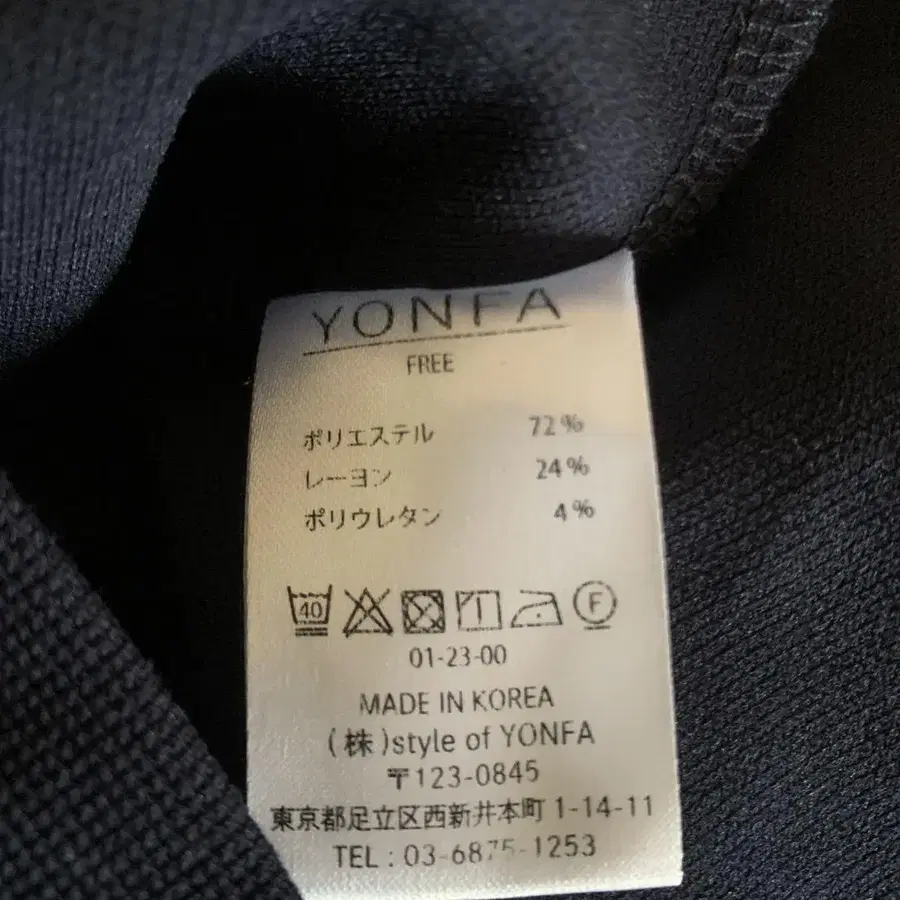 YONFA
FREE
ポリエステル 72%
レーヨン 24%
ポリウレタン 4%
40 F
01-23-00
MADE IN KOREA
(株)style of YONFA
〒123-0845
東京都足立区西新井本町 1-14-11
TEL : 03-6875-1253